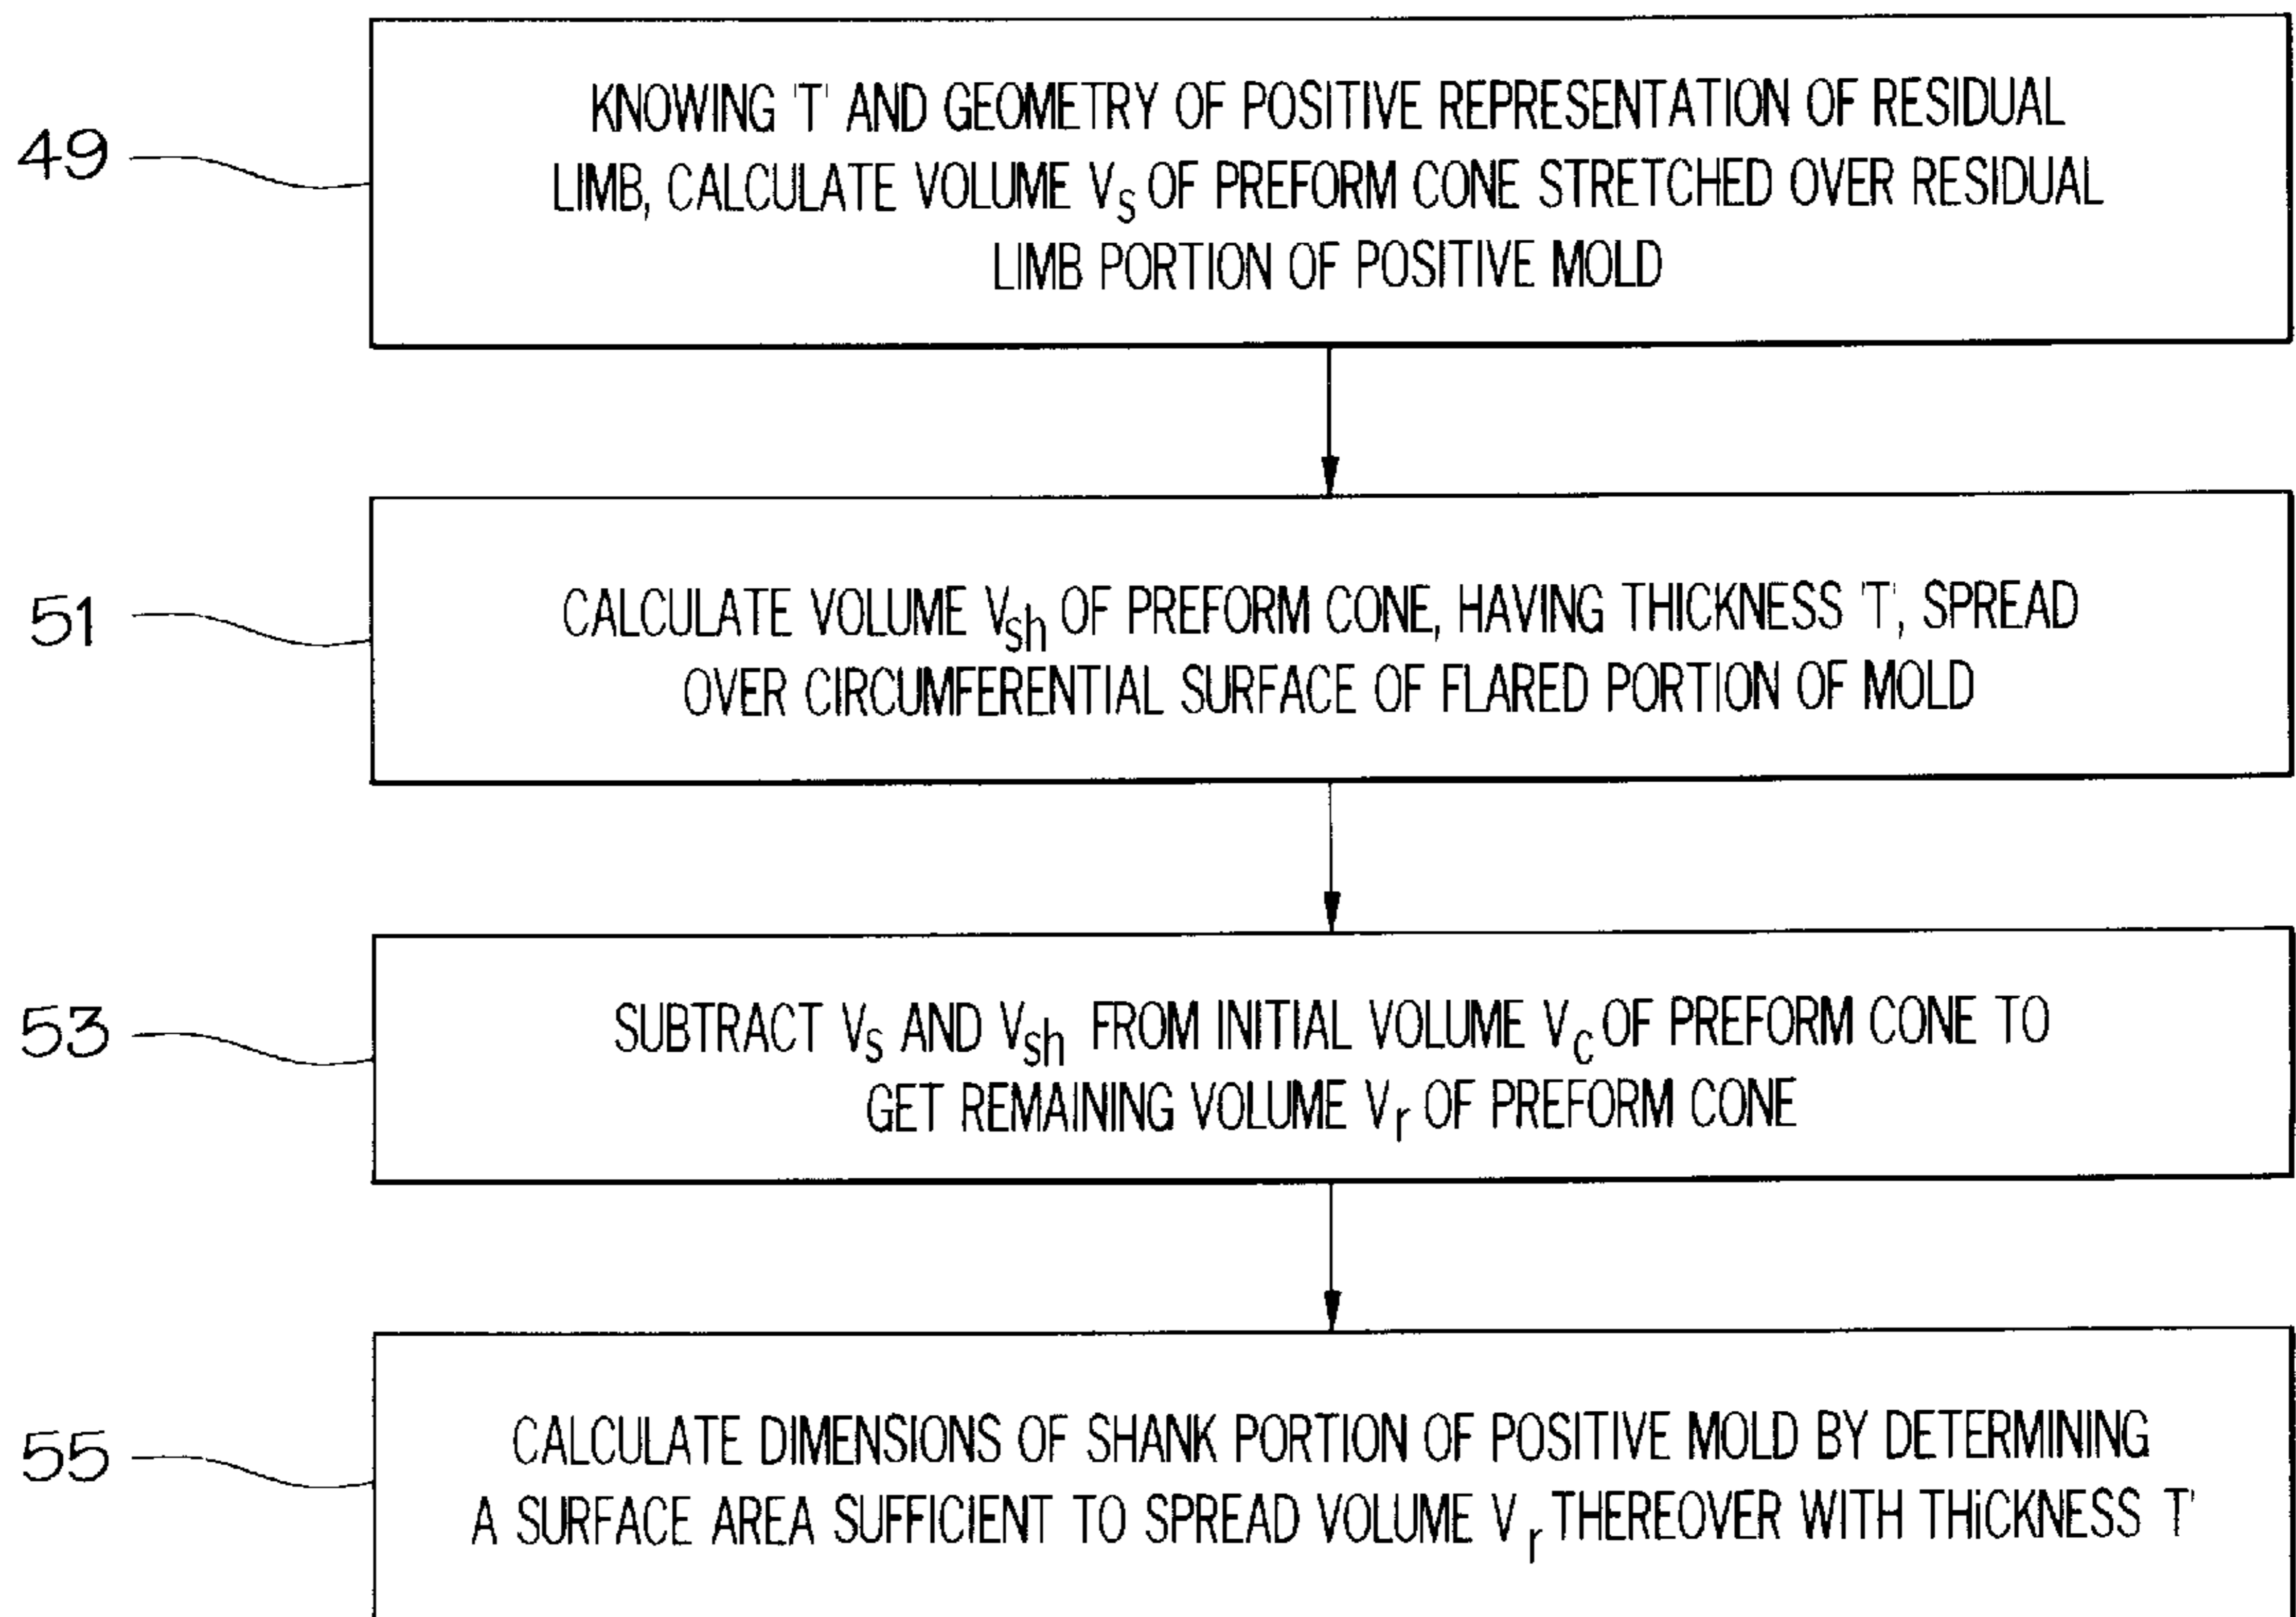 49
KNOWING 'T' AND GEOMETRY OF POSITIVE REPRESENTATION OF RESIDUAL
LIMB, CALCULATE VOLUME Vs OF PREFORM CONE STRETCHED OVER RESIDUAL
LIMB PORTION OF POSITIVE MOLD
51
CALCULATE VOLUME Vsh OF PREFORM CONE, HAVING THICKNESS 'T', SPREAD
OVER CIRCUMFERENTIAL SURFACE OF FLARED PORTION OF MOLD
53
SUBTRACT Vs AND Vsh FROM INITIAL VOLUME Vc OF PREFORM CONE TO
GET REMAINING VOLUME Vr OF PREFORM CONE
55
CALCULATE DIMENSIONS OF SHANK PORTION OF POSITIVE MOLD BY DETERMINING
A SURFACE AREA SUFFICIENT TO SPREAD VOLUME Vr THEREOVER WITH THiCKNESS T'